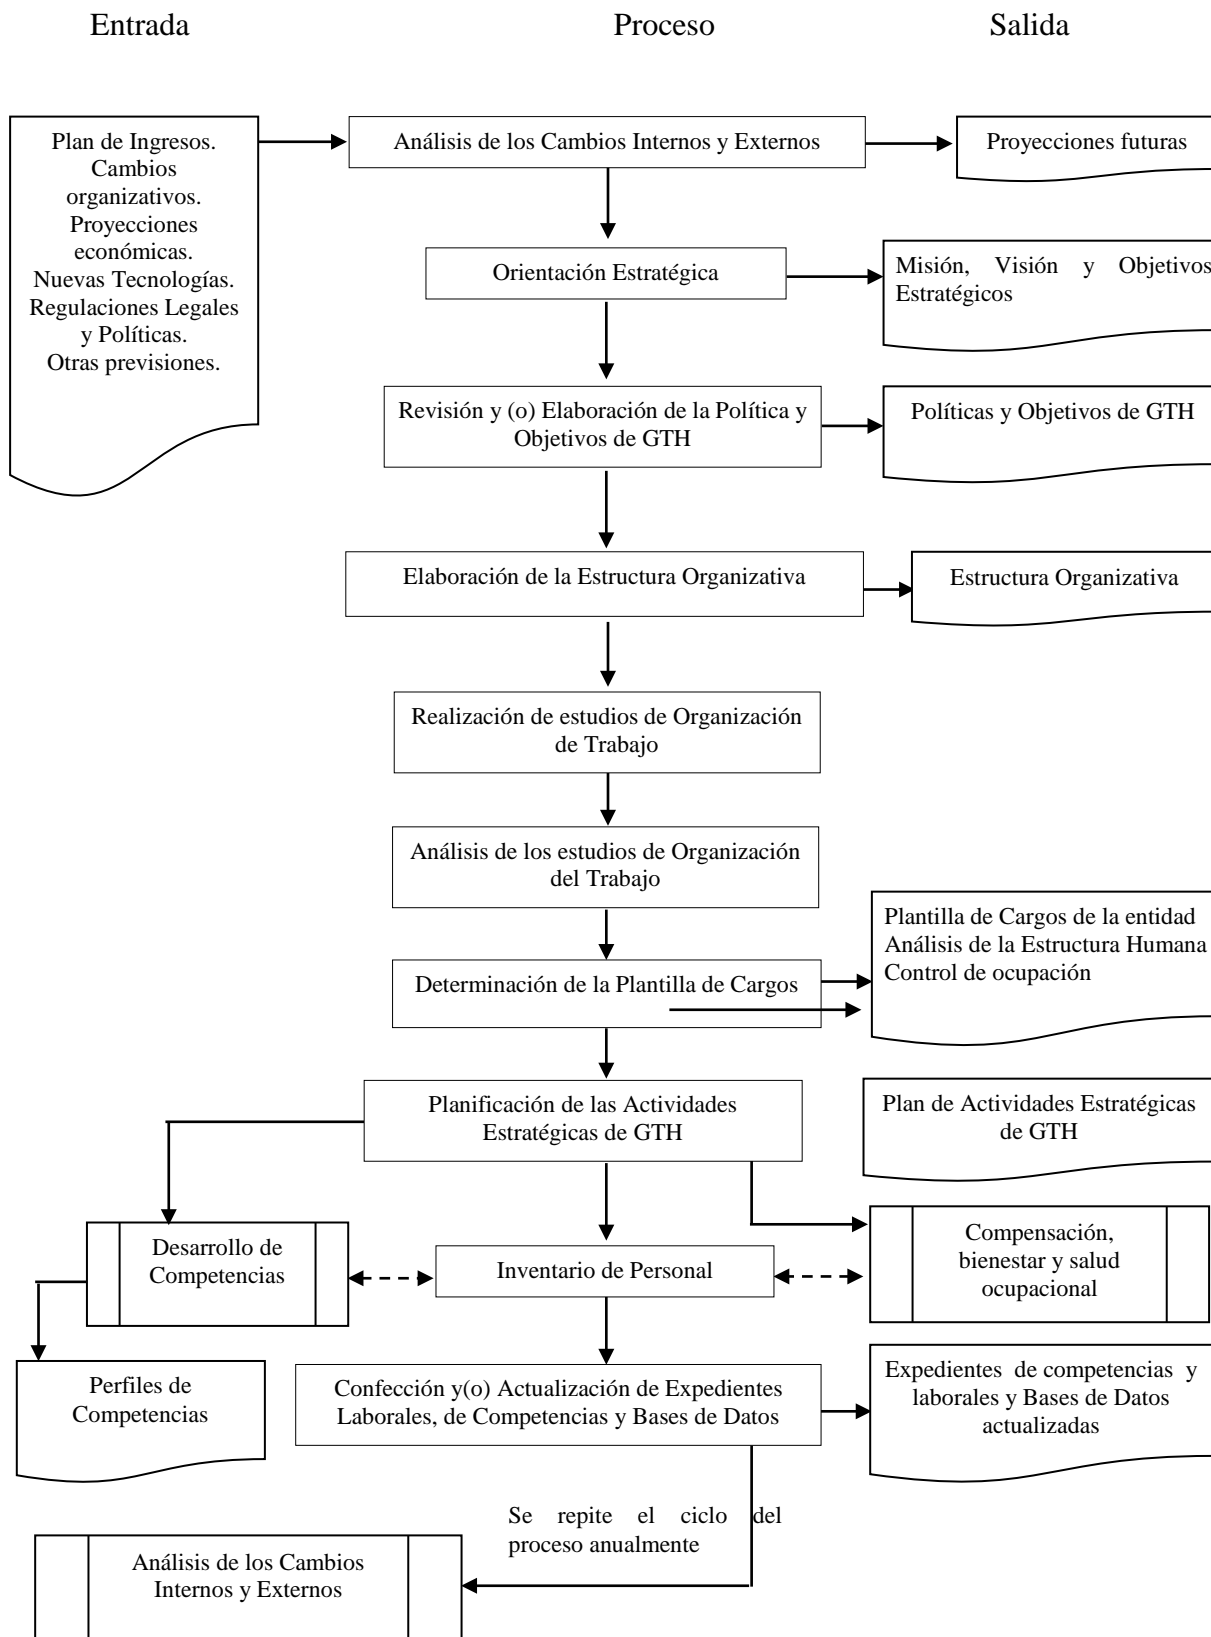 Entrada
Proceso
Salida
Plan de Ingresos.
Cambios
organizativos.
Proyecciones
económicas.
Nuevas Tecnologías.
Regulaciones Legales
y Políticas.
Otras previsiones.
Análisis de los Cambios Internos y Externos
Proyecciones futuras
Orientación Estratégica
Misión, Visión y Objetivos
Estratégicos
Revisión y (o) Elaboración de la Política y
Objetivos de GTH
Políticas y Objetivos de GTH
Elaboración de la Estructura Organizativa
Estructura Organizativa
Realización de estudios de Organización
de Trabajo
Análisis de los estudios de Organización
del Trabajo
Determinación de la Plantilla de Cargos
Plantilla de Cargos de la entidad
Análisis de la Estructura Humana
Control de ocupación
Planificación de las Actividades
Estratégicas de GTH
Plan de Actividades Estratégicas
de GTH
Desarrollo de
Competencias
Inventario de Personal
Compensación,
bienestar y salud
ocupacional
Perfiles de
Competencias
Confección y(o) Actualización de Expedientes
Laborales, de Competencias y Bases de Datos
Expedientes de competencias y
laborales y Bases de Datos
actualizadas
Se repite el ciclo del
proceso anualmente
Análisis de los Cambios
Internos y Externos